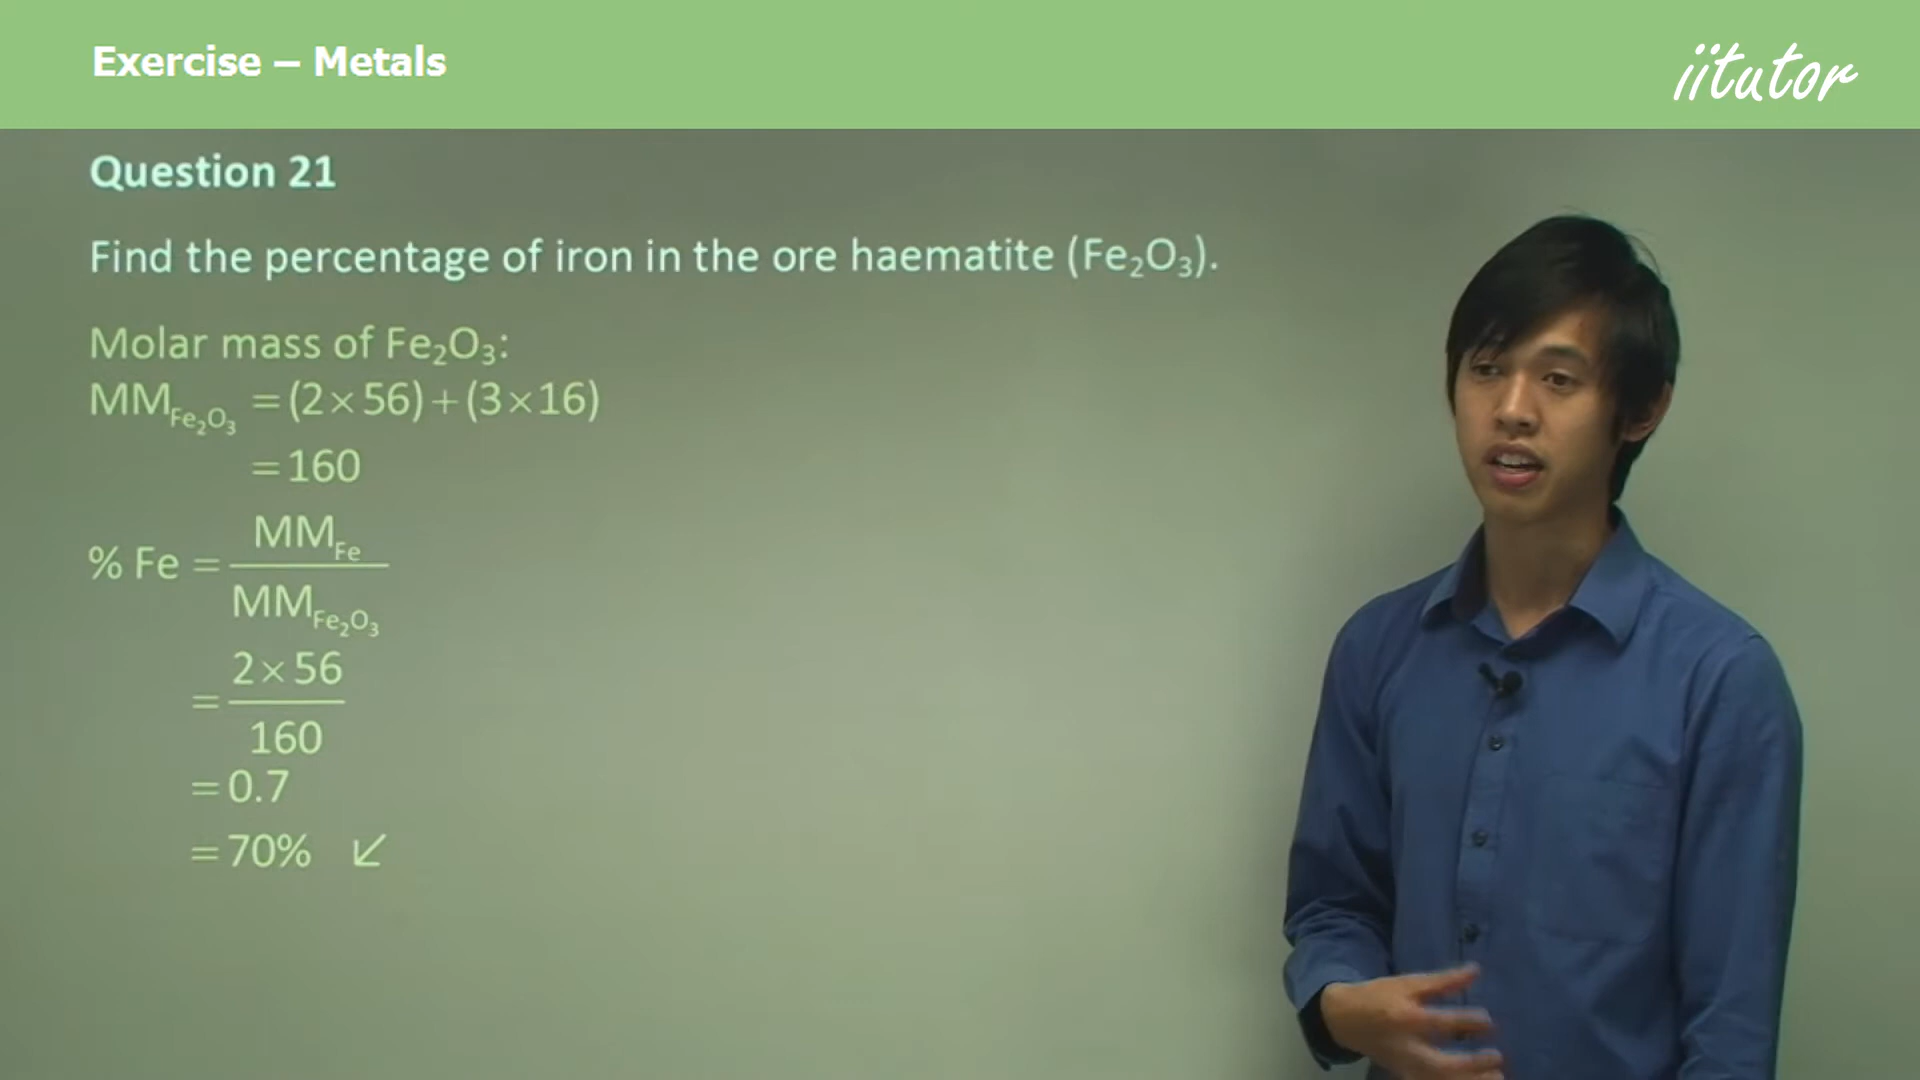 Exercise – Metals
iitutor
Question 21
Find the percentage of iron in the ore haematite (Fe₂O₃).
Molar mass of Fe₂O₃:
MM_Fe₂O₃ = (2×56)+(3×16)
= 160
% Fe = MM_Fe / MM_Fe₂O₃
= 2×56 / 160
= 0.7
= 70% ↙